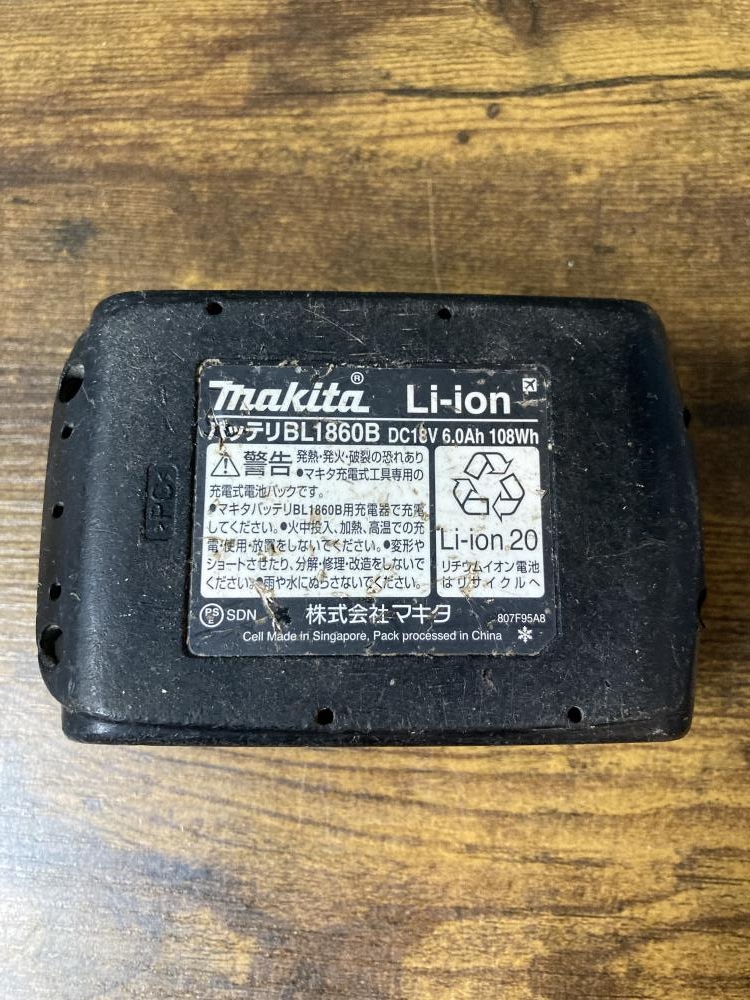 makita® Li-ion
バッテリBL1860B DC18V 6.0Ah 108Wh
警告 発熱・発火・破裂の恐れあり
●マキタ充電式工具専用の
充電式電池パックです。
●マキタバッテリBL1860B用充電器で充電
してください。●火中投入、加熱、高温での充
電・使用・放置をしないでください。●変形や
ショートさせたり、分解・修理・改造をしないで
ください。●雨や水にぬらさないでください。
Li-ion 20
リチウムイオン電池
はリサイクルへ
PS
E SDN 株式会社マキタ 807F95A8
Cell Made in Singapore, Pack processed in China
>PC<